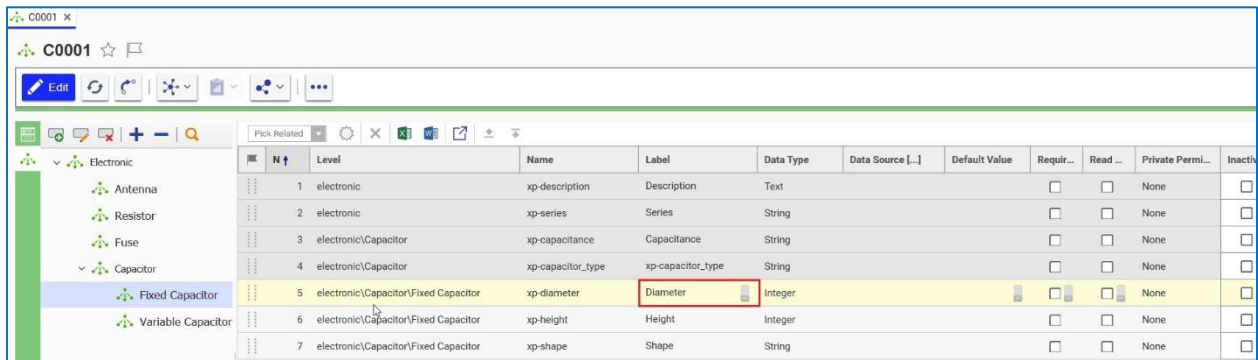 C0001 ×
C0001
Edit
Pick Related
Electronic
Antenna
Resistor
Fuse
Capacitor
Fixed Capacitor
Variable Capacitor
N Level Name Label Data Type Data Source [...] Default Value Requir... Read ... Private Permi... Inactiv
1 electronic xp-description Description Text None
2 electronic xp-series Series String None
3 electronic\Capacitor xp-capacitance Capacitance String None
4 electronic\Capacitor xp-capacitor_type xp-capacitor_type String None
5 electronic\Capacitor\Fixed Capacitor xp-diameter Diameter Integer None
6 electronic\Capacitor\Fixed Capacitor xp-height Height Integer None
7 electronic\Capacitor\Fixed Capacitor xp-shape Shape String None